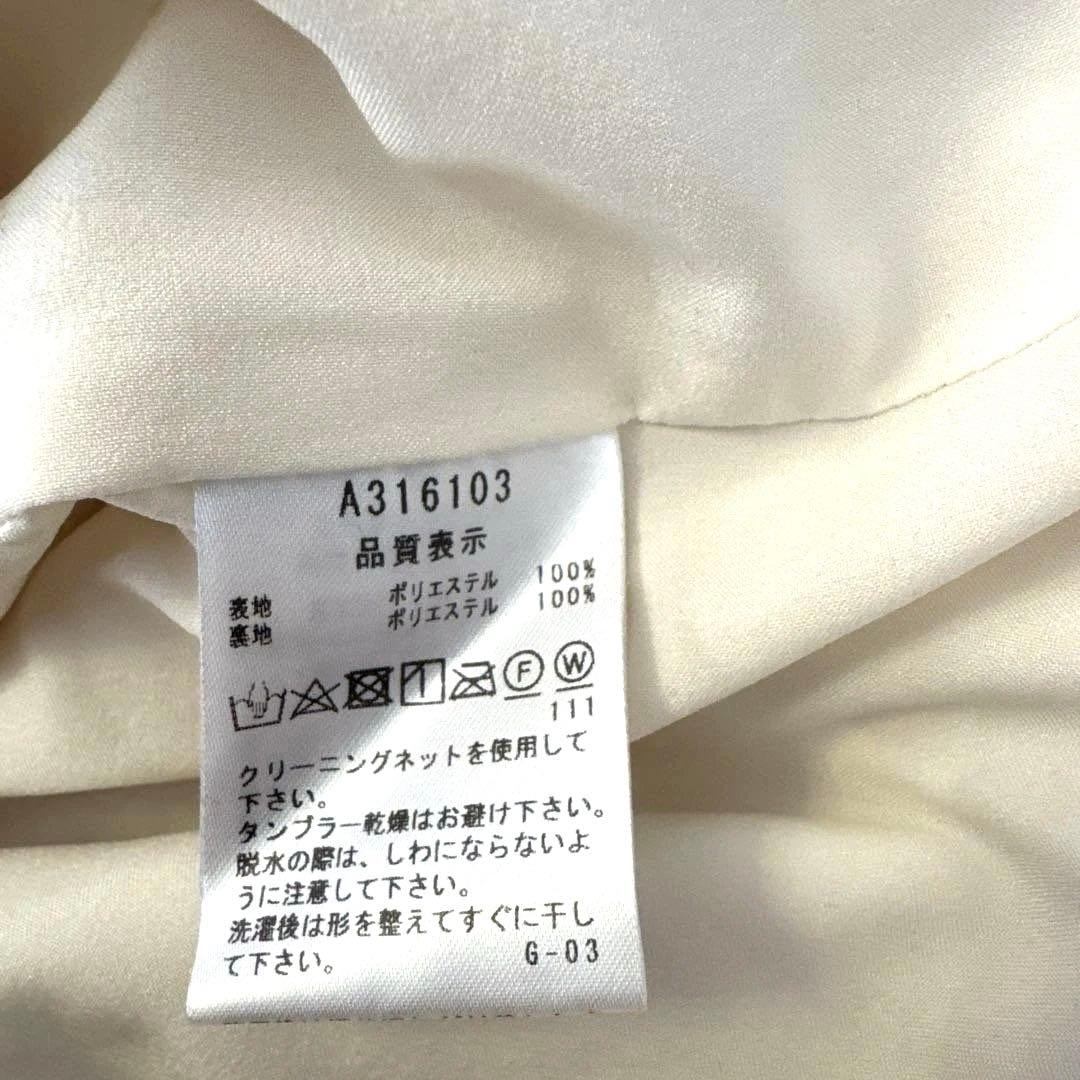 A316103
品質表示
表地 ポリエステル 100%
裏地 ポリエステル 100%
F W
111
クリーニングネットを使用して
下さい。
タンブラー乾燥はお避け下さい。
脱水の際は、しわにならないよ
うに注意して下さい。
洗濯後は形を整えてすぐに干し
て下さい。
G-03